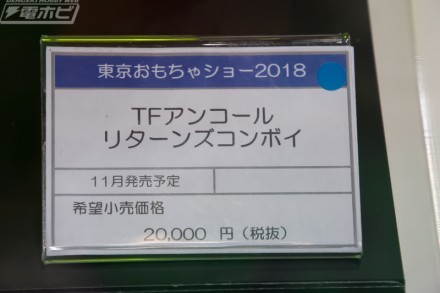 電ホビ
東京おもちゃショー2018
TFアンコール
リターンズコンボイ
11月発売予定
希望小売価格
20,000 円（税抜）